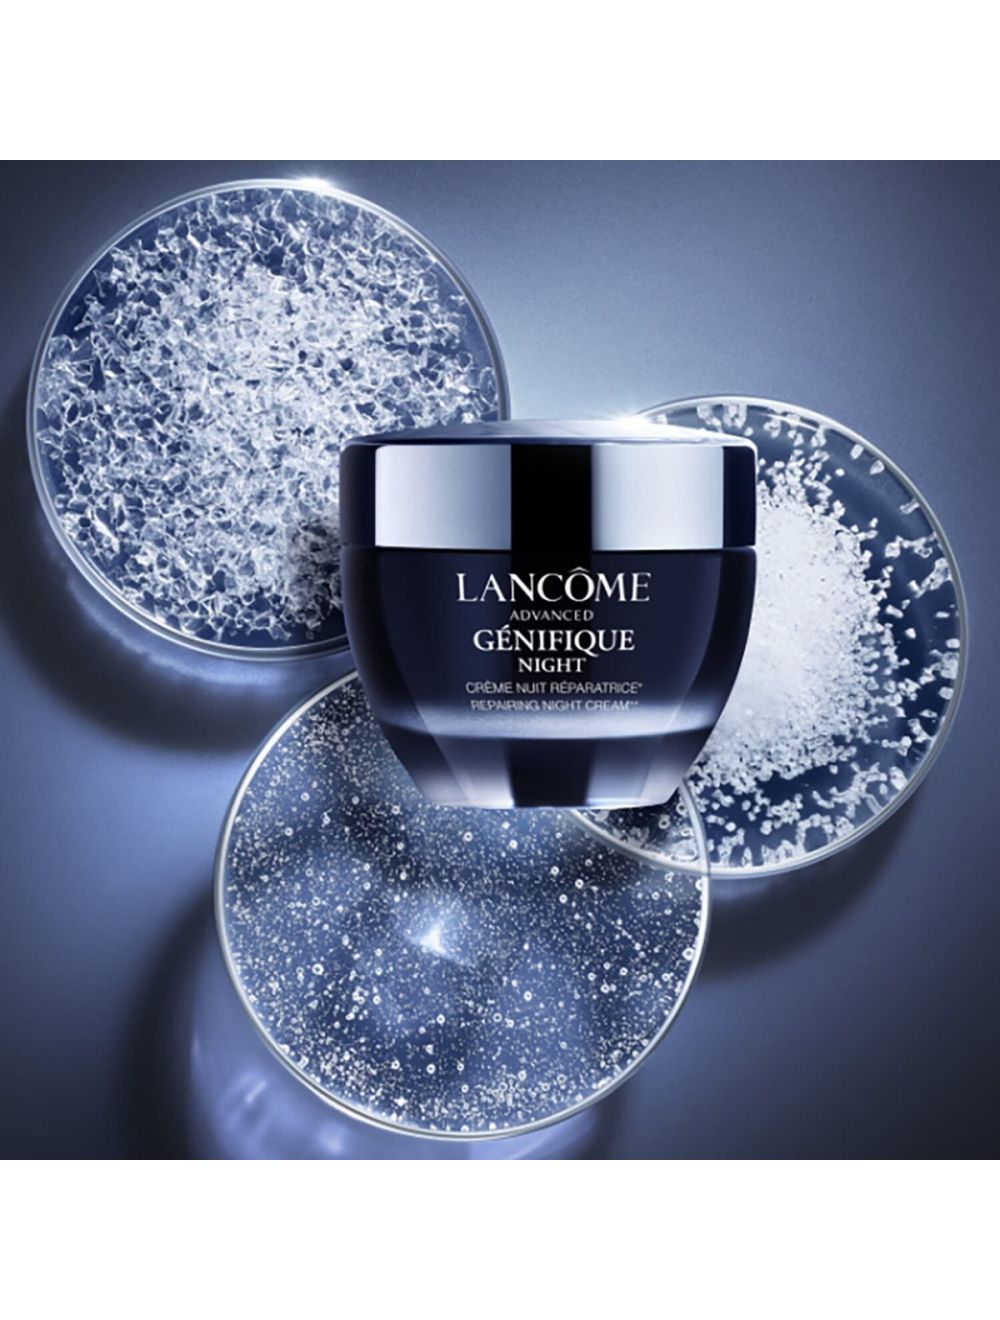 LANCÔME
ADVANCED
GÉNIFIQUE
NIGHT
CRÈME NUIT RÉPARATRICE*
REPAIRING NIGHT CREAM**